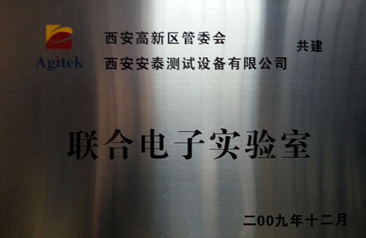 西安高新区管委会
共建
Agitek
西安安泰测试设备有限公司
联合电子实验室
二00九年十二月